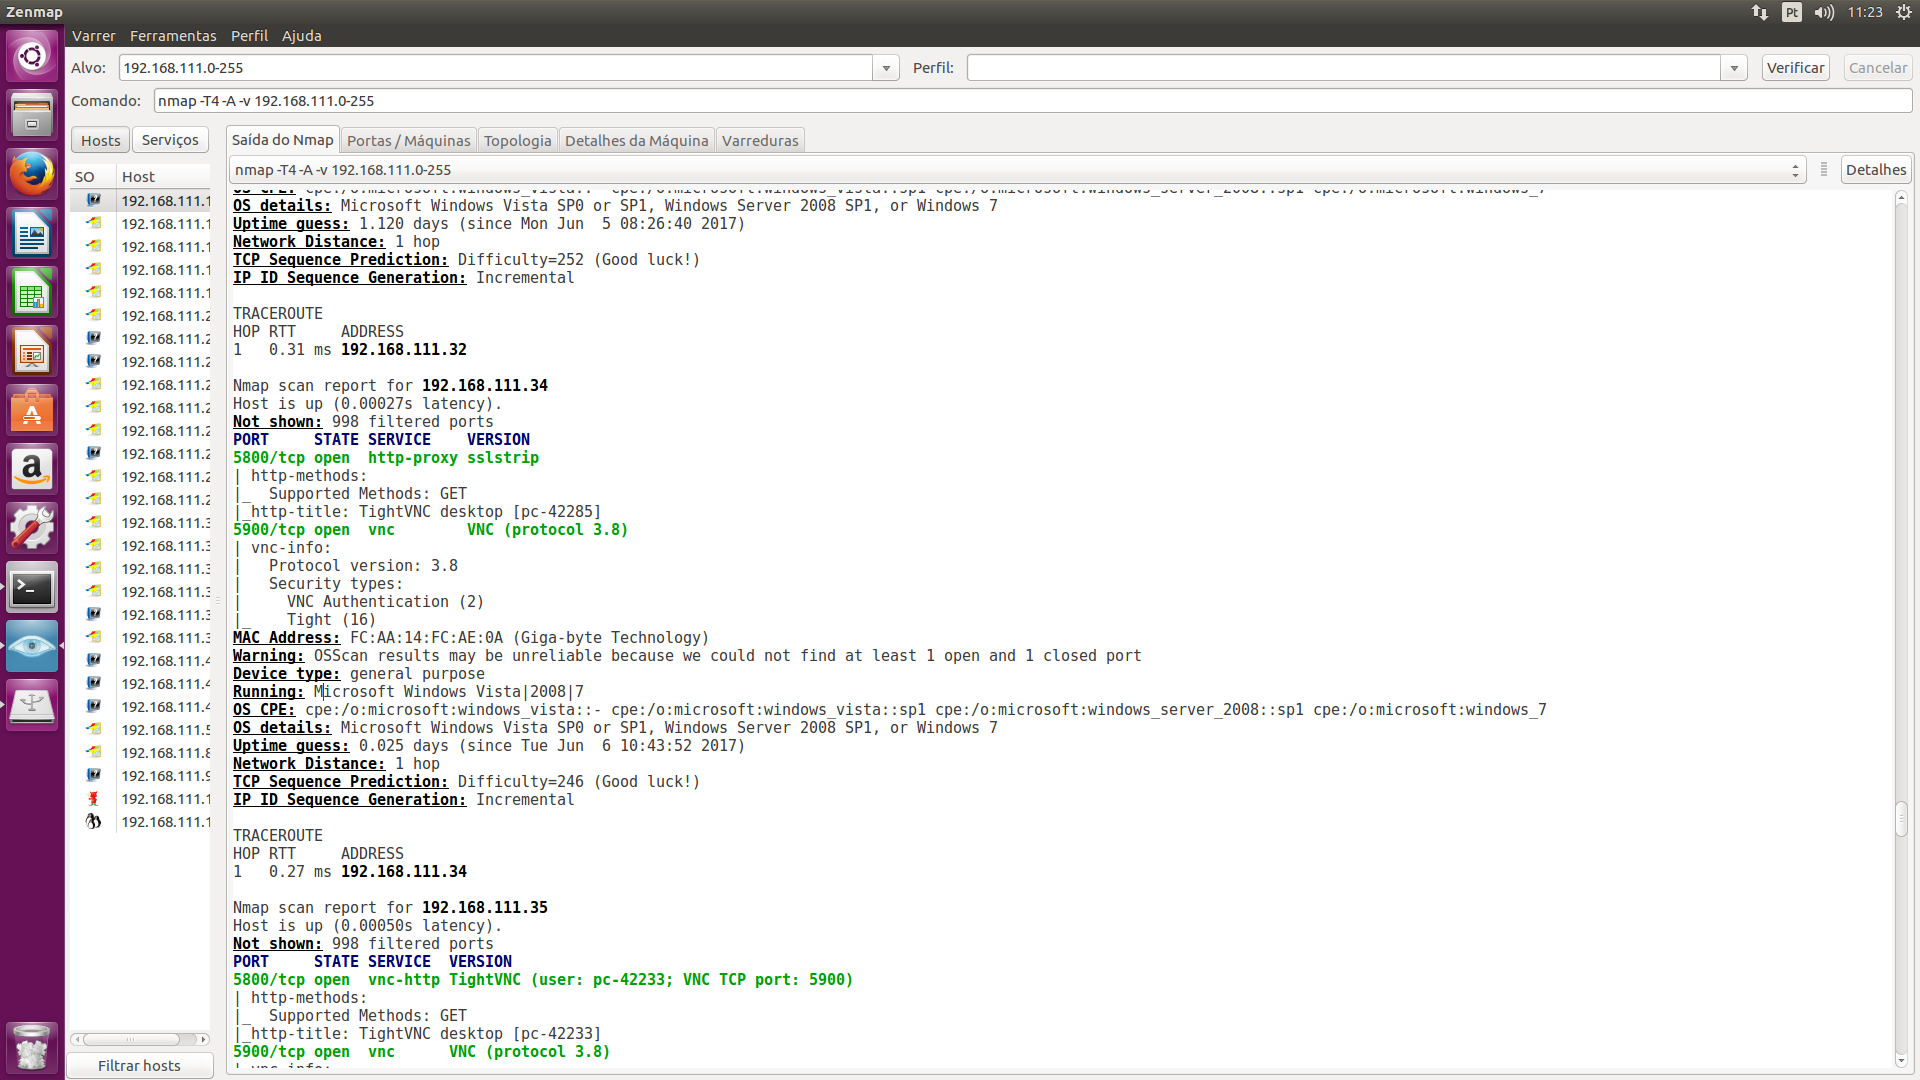 Zenmap
Pt
11:23
Varrer Ferramentas Perfil Ajuda
Alvo: 192.168.111.0-255 Perfil: Verificar Cancelar
Comando: nmap -T4 -A -v 192.168.111.0-255
Hosts Serviços
Saída do Nmap Portas / Máquinas Topologia Detalhes da Máquina Varreduras
nmap -T4 -A -v 192.168.111.0-255 Detalhes
SO Host
192.168.111.1
192.168.111.1
192.168.111.1
192.168.111.1
192.168.111.1
192.168.111.2
192.168.111.2
192.168.111.2
192.168.111.2
192.168.111.2
192.168.111.2
192.168.111.2
192.168.111.2
192.168.111.2
192.168.111.3
192.168.111.3
192.168.111.3
192.168.111.3
192.168.111.3
192.168.111.3
192.168.111.4
192.168.111.4
192.168.111.4
192.168.111.5
192.168.111.8
192.168.111.9
192.168.111.1
192.168.111.1
Filtrar hosts
OS CPE: cpe:/o:microsoft:windows_vista::- cpe:/o:microsoft:windows_vista::sp1 cpe:/o:microsoft:windows_server_2008::sp1 cpe:/o:microsoft:windows_7
OS details: Microsoft Windows Vista SP0 or SP1, Windows Server 2008 SP1, or Windows 7
Uptime guess: 1.120 days (since Mon Jun  5 08:26:40 2017)
Network Distance: 1 hop
TCP Sequence Prediction: Difficulty=252 (Good luck!)
IP ID Sequence Generation: Incremental
TRACEROUTE
HOP RTT     ADDRESS
1   0.31 ms 192.168.111.32
Nmap scan report for 192.168.111.34
Host is up (0.00027s latency).
Not shown: 998 filtered ports
PORT     STATE SERVICE    VERSION
5800/tcp open  http-proxy sslstrip
| http-methods:
|_  Supported Methods: GET
|_http-title: TightVNC desktop [pc-42285]
5900/tcp open  vnc        VNC (protocol 3.8)
| vnc-info:
|   Protocol version: 3.8
|   Security types:
|     VNC Authentication (2)
|_    Tight (16)
MAC Address: FC:AA:14:FC:AE:0A (Giga-byte Technology)
Warning: OSScan results may be unreliable because we could not find at least 1 open and 1 closed port
Device type: general purpose
Running: Microsoft Windows Vista|2008|7
OS CPE: cpe:/o:microsoft:windows_vista::- cpe:/o:microsoft:windows_vista::sp1 cpe:/o:microsoft:windows_server_2008::sp1 cpe:/o:microsoft:windows_7
OS details: Microsoft Windows Vista SP0 or SP1, Windows Server 2008 SP1, or Windows 7
Uptime guess: 0.025 days (since Tue Jun  6 10:43:52 2017)
Network Distance: 1 hop
TCP Sequence Prediction: Difficulty=246 (Good luck!)
IP ID Sequence Generation: Incremental
TRACEROUTE
HOP RTT     ADDRESS
1   0.27 ms 192.168.111.34
Nmap scan report for 192.168.111.35
Host is up (0.00050s latency).
Not shown: 998 filtered ports
PORT     STATE SERVICE  VERSION
5800/tcp open  vnc-http TightVNC (user: pc-42233; VNC TCP port: 5900)
| http-methods:
|_  Supported Methods: GET
|_http-title: TightVNC desktop [pc-42233]
5900/tcp open  vnc      VNC (protocol 3.8)
| vnc-info: